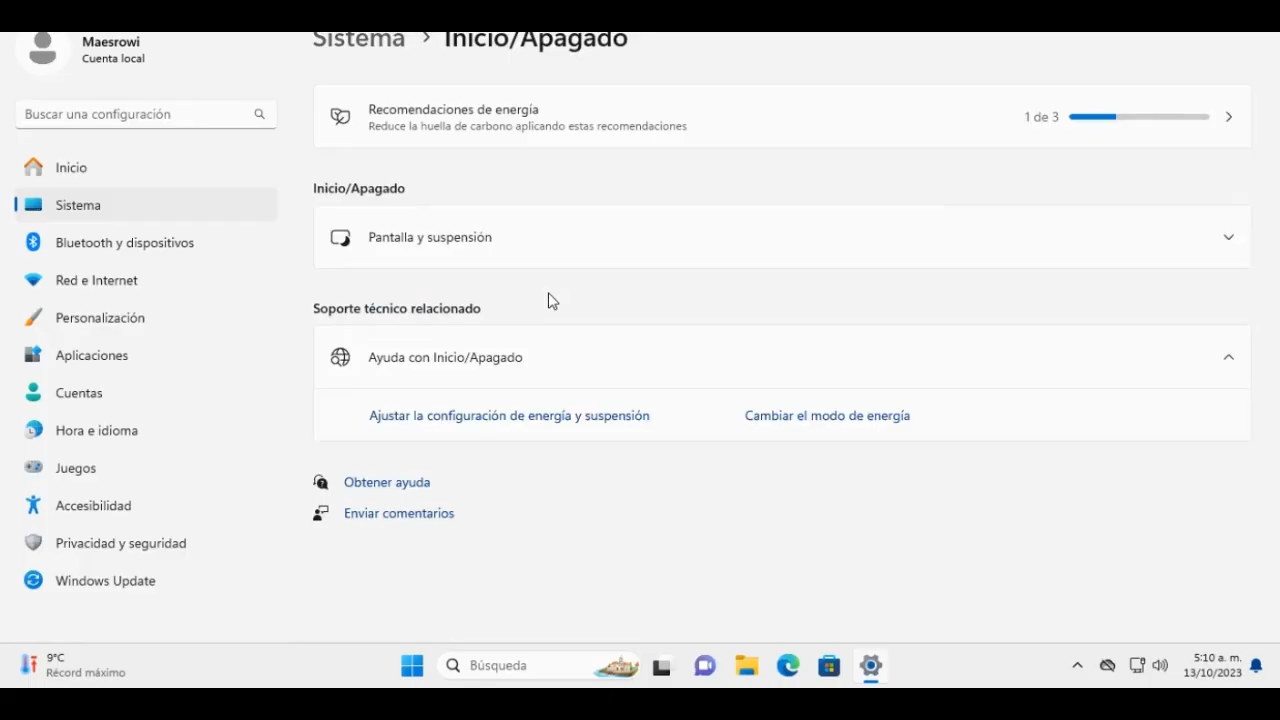 Maesrowi
Cuenta local
Buscar una configuración
Inicio
Sistema
Bluetooth y dispositivos
Red e Internet
Personalización
Aplicaciones
Cuentas
Hora e idioma
Juegos
Accesibilidad
Privacidad y seguridad
Windows Update
Sistema > Inicio/Apagado
Recomendaciones de energía
Reduce la huella de carbono aplicando estas recomendaciones
1 de 3
Inicio/Apagado
Pantalla y suspensión
Soporte técnico relacionado
Ayuda con Inicio/Apagado
Ajustar la configuración de energía y suspensión
Cambiar el modo de energía
Obtener ayuda
Enviar comentarios
9°C
Récord máximo
Búsqueda
5:10 a. m.
13/10/2023